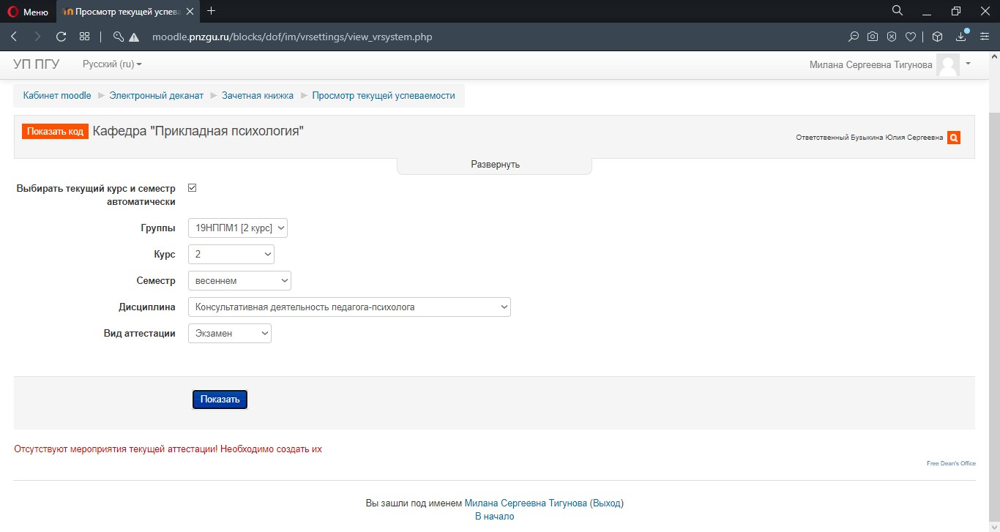 Меню
Просмотр текущей успева
moodle.pnzgu.ru/blocks/dof/im/vrsettings/view_vrsystem.php
УП ПГУ Русский (ru) Милана Сергеевна Тигунова
Кабинет moodle ► Электронный деканат ► Зачетная книжка ► Просмотр текущей успеваемости
Показать код Кафедра "Прикладная психология"
Ответственный Бузыкина Юлия Сергеевна
Развернуть
Выбирать текущий курс и семестр
автоматически
Группы 19НППМ1 [2 курс]
Курс 2
Семестр весеннем
Дисциплина Консультативная деятельность педагога-психолога
Вид аттестации Экзамен
Показать
Отсутствуют мероприятия текущей аттестации! Необходимо создать их
Free Dean's Office
Вы зашли под именем Милана Сергеевна Тигунова (Выход)
В начало